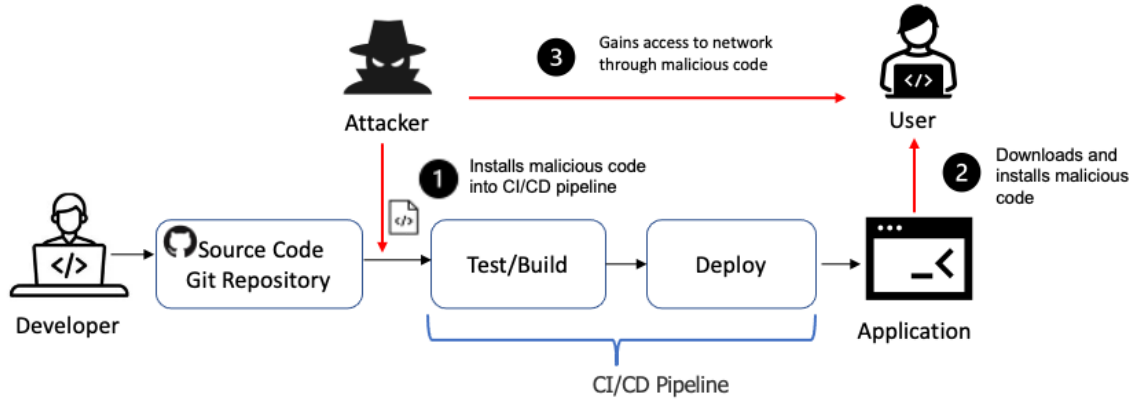 3
Gains access to network
through malicious code
Attacker
User
1
Installs malicious code
into CI/CD pipeline
2
Downloads and
installs malicious
code
</>
</>
</>
Source Code
Git Repository
Test/Build
Deploy
_<
Developer
Application
CI/CD Pipeline